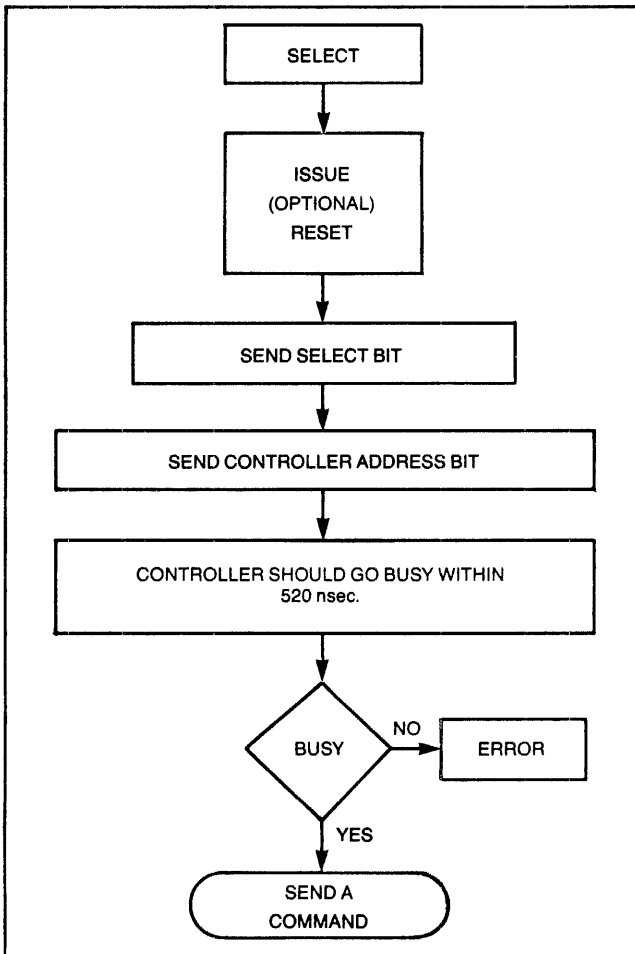 SELECT
ISSUE
(OPTIONAL)
RESET
SEND SELECT BIT
SEND CONTROLLER ADDRESS BIT
CONTROLLER SHOULD GO BUSY WITHIN
520 nsec.
BUSY
NO
ERROR
YES
SEND A
COMMAND